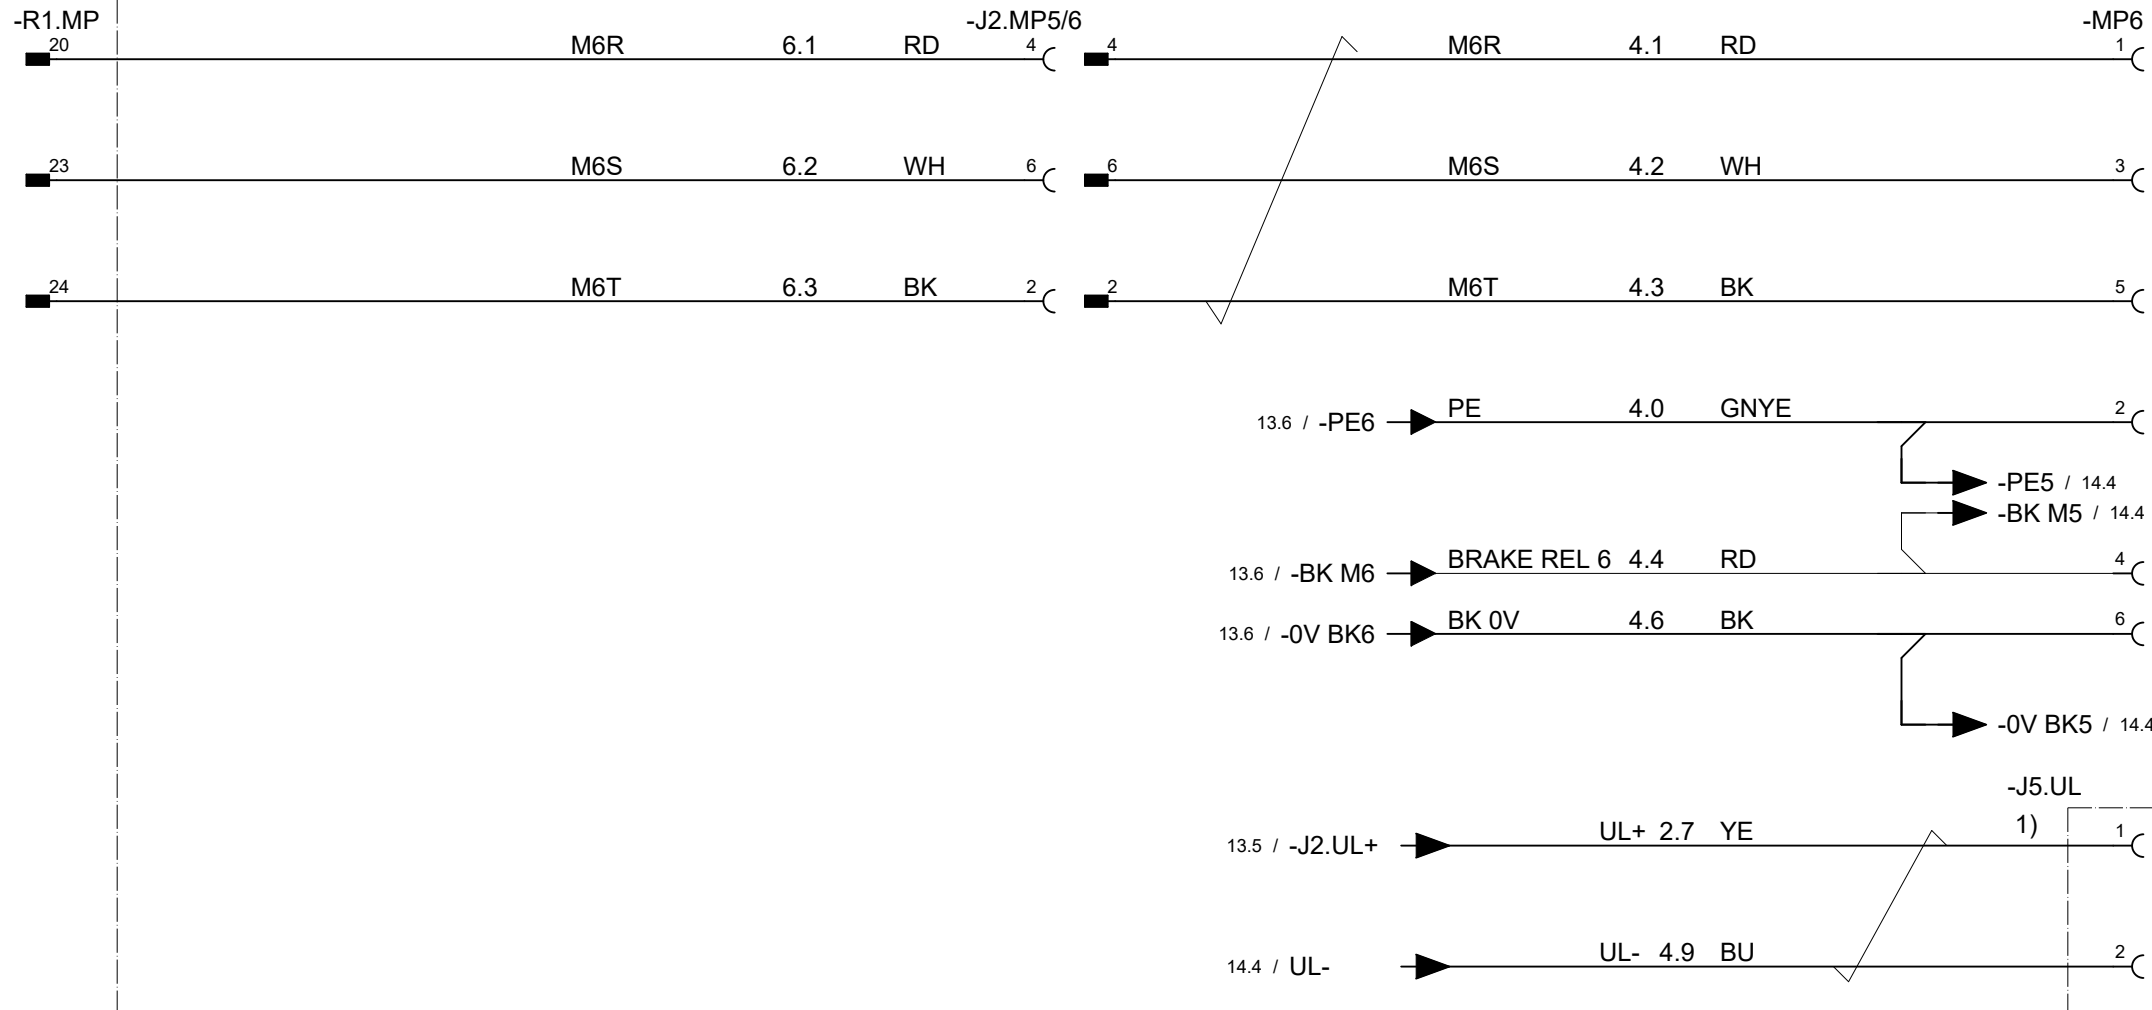 -R1.MP -J2.MP5/6 -MP6
20 M6R 6.1 RD 4 4 M6R 4.1 RD 1
23 M6S 6.2 WH 6 6 M6S 4.2 WH 3
24 M6T 6.3 BK 2 2 M6T 4.3 BK 5
13.6 / -PE6 PE 4.0 GNYE 2
-PE5 / 14.4
-BK M5 / 14.4
13.6 / -BK M6 BRAKE REL 6 4.4 RD 4
13.6 / -0V BK6 BK 0V 4.6 BK 6
-0V BK5 / 14.4
-J5.UL
1)
13.5 / -J2.UL+ UL+ 2.7 YE 1
14.4 / UL- UL- 4.9 BU 2